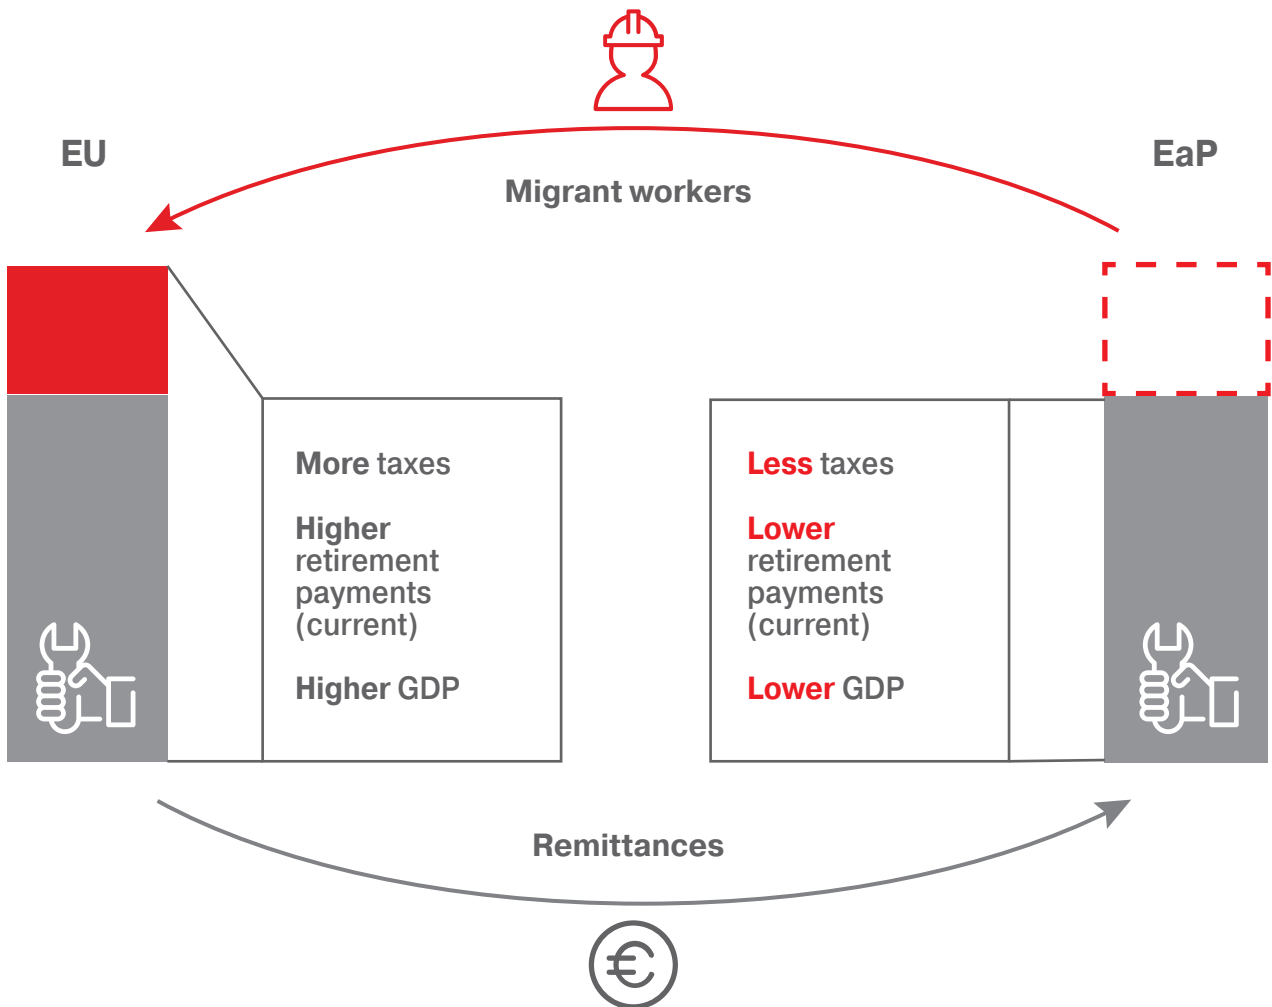 EU
EaP
Migrant workers
More taxes
Higher
retirement
payments
(current)
Higher GDP
Less taxes
Lower
retirement
payments
(current)
Lower GDP
Remittances
€